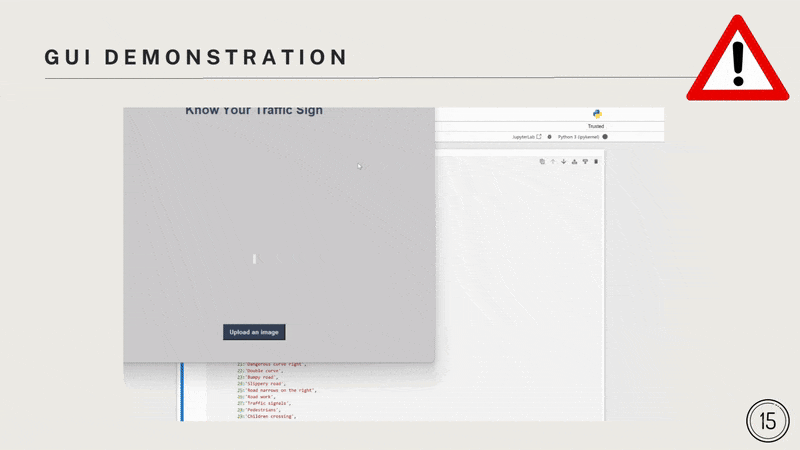 GUI DEMONSTRATION
Know Your Traffic Sign
Trusted
JupyterLab
Python 3 (ipykernel)
Upload an image
21:'Dangerous curve right',
22:'Double curve',
23:'Bumpy road',
24:'Slippery road',
25:'Road narrows on the right',
26:'Road work',
27:'Traffic signals',
28:'Pedestrians',
29:'Children crossing',
15